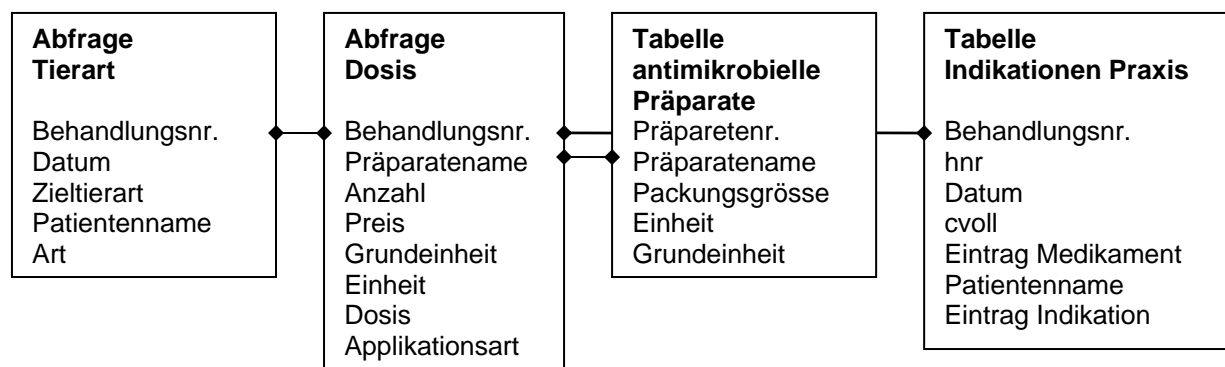 Abfrage
Tierart
Behandlungsnr.
Datum
Zieltierart
Patientenname
Art
Abfrage
Dosis
Behandlungsnr.
Präparatename
Anzahl
Preis
Grundeinheit
Einheit
Dosis
Applikationsart
Tabelle
antimikrobielle
Präparate
Präparetenr.
Präparatename
Packungsgrösse
Einheit
Grundeinheit
Tabelle
Indikationen Praxis
Behandlungsnr.
hnr
Datum
cvoll
Eintrag Medikament
Patientenname
Eintrag Indikation